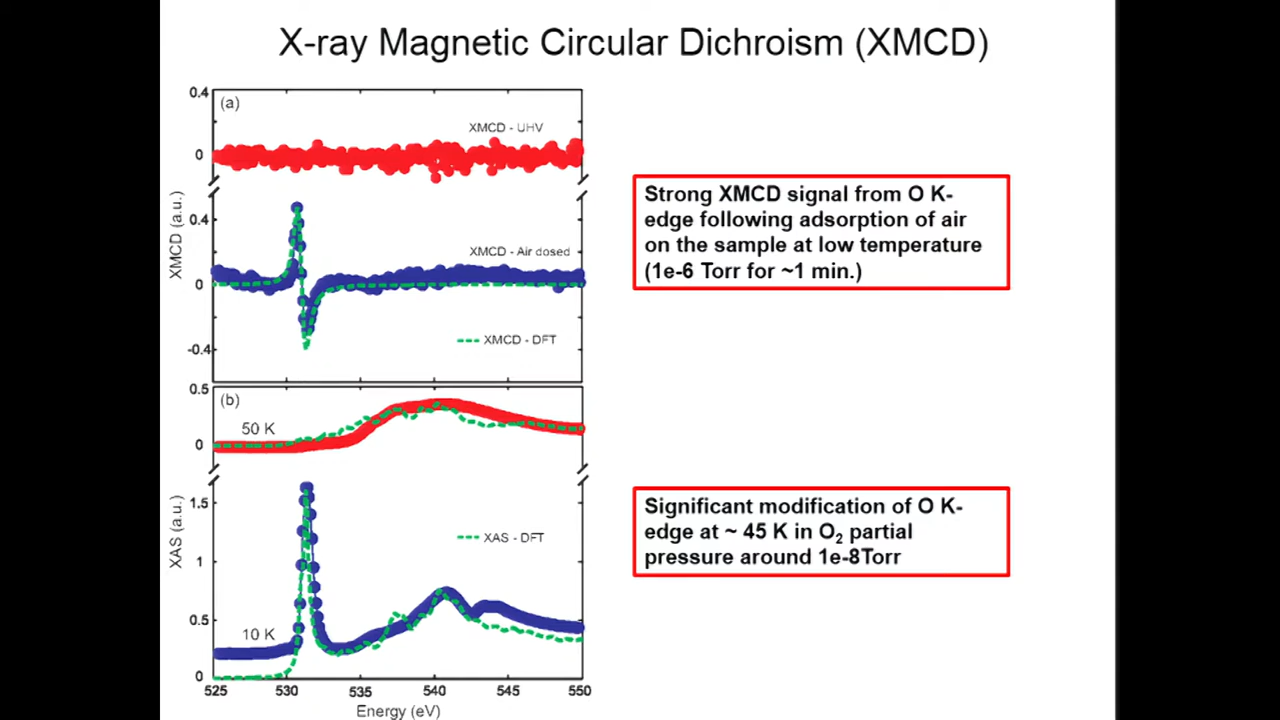 X-ray Magnetic Circular Dichroism (XMCD)
0.4
(a)
XMCD - UHV
0
XMCD (a.u.)
0.4
XMCD - Air dosed
0
XMCD - DFT
-0.4
Strong XMCD signal from O K-
edge following adsorption of air
on the sample at low temperature
(1e-6 Torr for ~1 min.)
0.5
(b)
50 K
0
XAS (a.u.)
1.5
XAS - DFT
1
0.5
10 K
0
525 530 535 540 545 550
Energy (eV)
Significant modification of O K-
edge at ~ 45 K in O₂ partial
pressure around 1e-8Torr